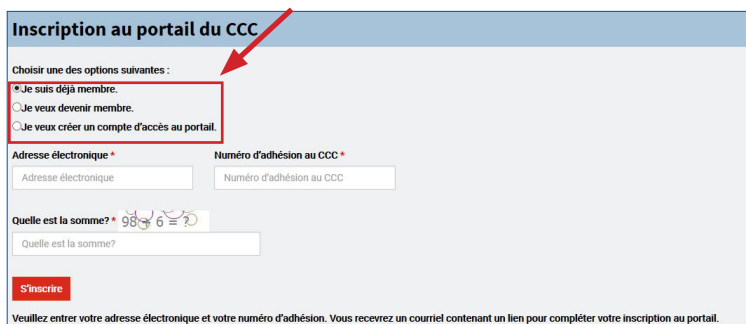 Inscription au portail du CCC
Choisir une des options suivantes :
Je suis déjà membre.
Je veux devenir membre.
Je veux créer un compte d'accès au portail.
Adresse électronique * Numéro d'adhésion au CCC *
Adresse électronique Numéro d'adhésion au CCC
Quelle est la somme? * 98 + 6 = ?
Quelle est la somme?
S'inscrire
Veuillez entrer votre adresse électronique et votre numéro d'adhésion. Vous recevrez un courriel contenant un lien pour compléter votre inscription au portail.